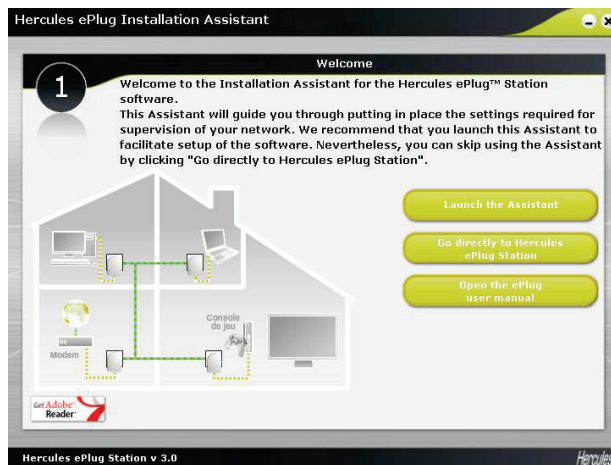 Hercules ePlug Installation Assistant
Welcome
1
Welcome to the Installation Assistant for the Hercules ePlug™ Station
software.
This Assistant will guide you through putting in place the settings required for
supervision of your network. We recommend that you launch this Assistant to
facilitate setup of the software. Nevertheless, you can skip using the Assistant
by clicking "Go directly to Hercules ePlug Station".
Launch the Assistant
Go directly to Hercules
ePlug Station
Open the ePlug
user manual
Console
de jeu
Modem
Get Adobe®
Reader®
Hercules ePlug Station v 3.0
Hercules